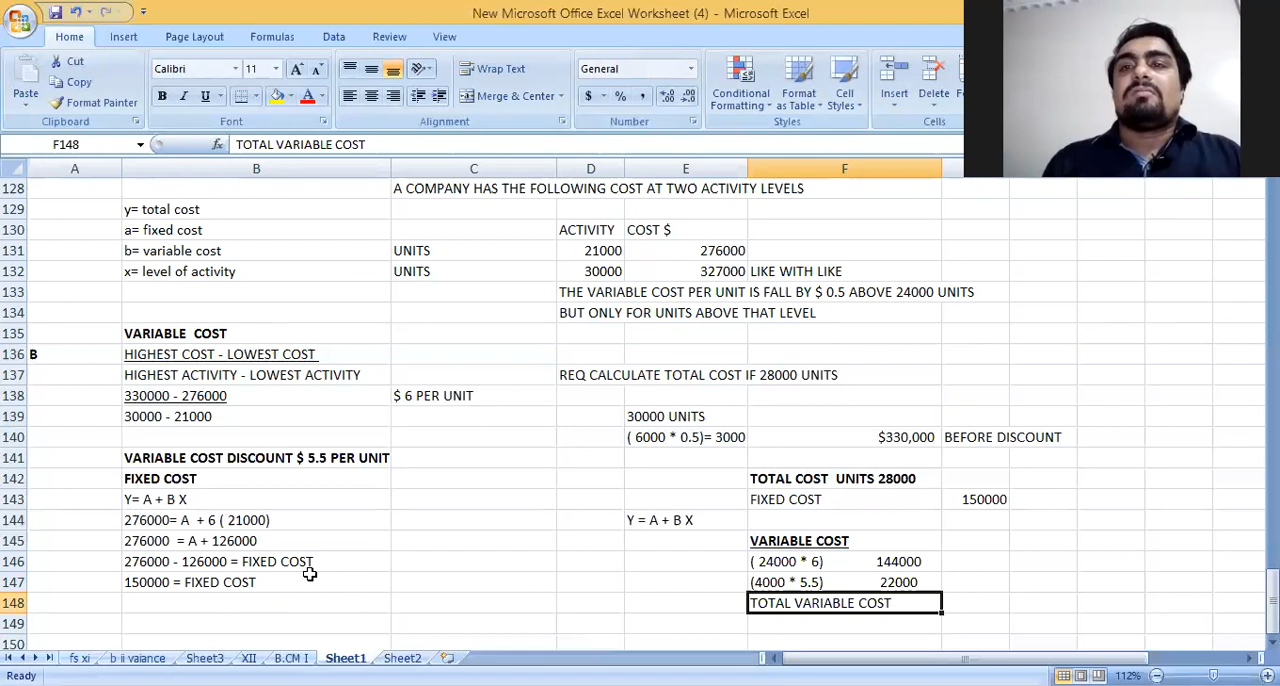 New Microsoft Office Excel Worksheet (4) - Microsoft Excel
Home Insert Page Layout Formulas Data Review View
Cut
Copy
Format Painter
Paste
Clipboard
Calibri 11
B I U
Font
Wrap Text
Merge & Center
Alignment
General
$ % ,
Number
Conditional Formatting
Format as Table
Cell Styles
Styles
Insert Delete
Cells
F148 fx TOTAL VARIABLE COST
A B C D E F
128 A COMPANY HAS THE FOLLOWING COST AT TWO ACTIVITY LEVELS
129 y= total cost
130 a= fixed cost ACTIVITY COST $
131 b= variable cost UNITS 21000 276000
132 x= level of activity UNITS 30000 327000 LIKE WITH LIKE
133 THE VARIABLE COST PER UNIT IS FALL BY $ 0.5 ABOVE 24000 UNITS
134 BUT ONLY FOR UNITS ABOVE THAT LEVEL
135 VARIABLE COST
136 B HIGHEST COST - LOWEST COST
137 HIGHEST ACTIVITY - LOWEST ACTIVITY REQ CALCULATE TOTAL COST IF 28000 UNITS
138 330000 - 276000 $ 6 PER UNIT
139 30000 - 21000 30000 UNITS
140 ( 6000 * 0.5)= 3000 $330,000 BEFORE DISCOUNT
141 VARIABLE COST DISCOUNT $ 5.5 PER UNIT
142 FIXED COST TOTAL COST UNITS 28000
143 Y= A + B X FIXED COST 150000
144 276000= A + 6 ( 21000) Y = A + B X
145 276000 = A + 126000 VARIABLE COST
146 276000 - 126000 = FIXED COST ( 24000 * 6) 144000
147 150000 = FIXED COST (4000 * 5.5) 22000
148 TOTAL VARIABLE COST
149
150
fs xi b ii vaiance Sheet3 XII B.CM I Sheet1 Sheet2
Ready 112%